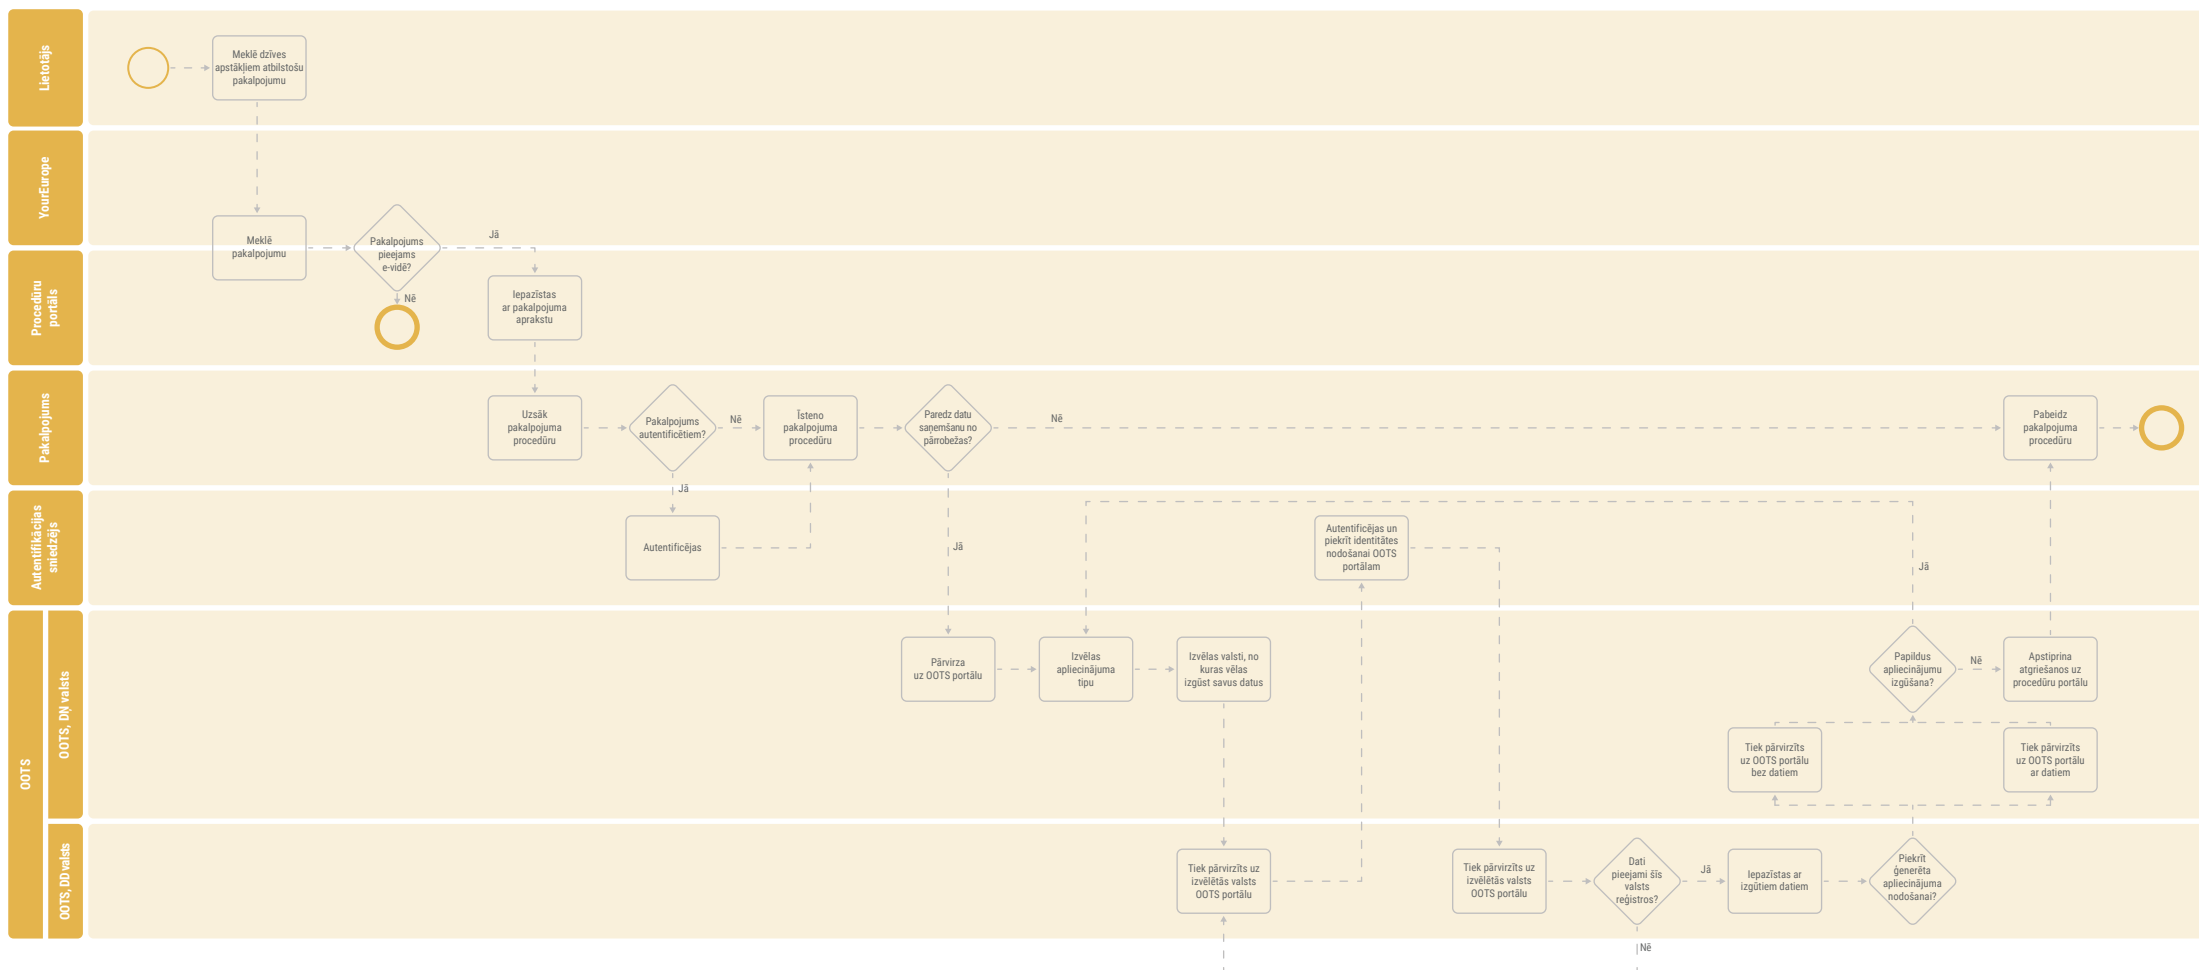 Lietotājs
Meklē dzīves
apstākļiem atbilstošu
pakalpojumu
YourEurope
Meklē
pakalpojumu
Pakalpojums
pieejams
e-vidē?
Jā
Nē
Procedūru
portāls
Iepazīstas
ar pakalpojuma
aprakstu
Pakalpojums
Uzsāk
pakalpojuma
procedūru
Pakalpojums
autentificētiem?
Nē
Jā
Īsteno
pakalpojuma
procedūru
Paredz datu
saņemšanu no
pārrobežas?
Nē
Jā
Pabeidz
pakalpojuma
procedūru
Autentifikācijas
sniedzējs
Autentificējas
Autentificējas un
piekrīt identitātes
nodošanai OOTS
portālam
Jā
OOTS
OOTS, DŅ valsts
Pārvirza
uz OOTS portālu
Izvēlas
apliecinājuma
tipu
Izvēlas valsti, no
kuras vēlas
izgūst savus datus
Papildus
apliecinājumu
izgūšana?
Nē
Apstiprina
atgriešanos uz
procedūru portālu
Tiek pārvirzīts
uz OOTS portālu
bez datiem
Tiek pārvirzīts
uz OOTS portālu
ar datiem
OOTS, DD valsts
Tiek pārvirzīts uz
izvēlētās valsts
OOTS portālu
Tiek pārvirzīts uz
izvēlētās valsts
OOTS portālu
Dati
pieejami šīs
valsts
reģistros?
Jā
Nē
Iepazīstas ar
izgūtiem datiem
Piekrīt
ģenerēta
apliecinājuma
nodošanai?